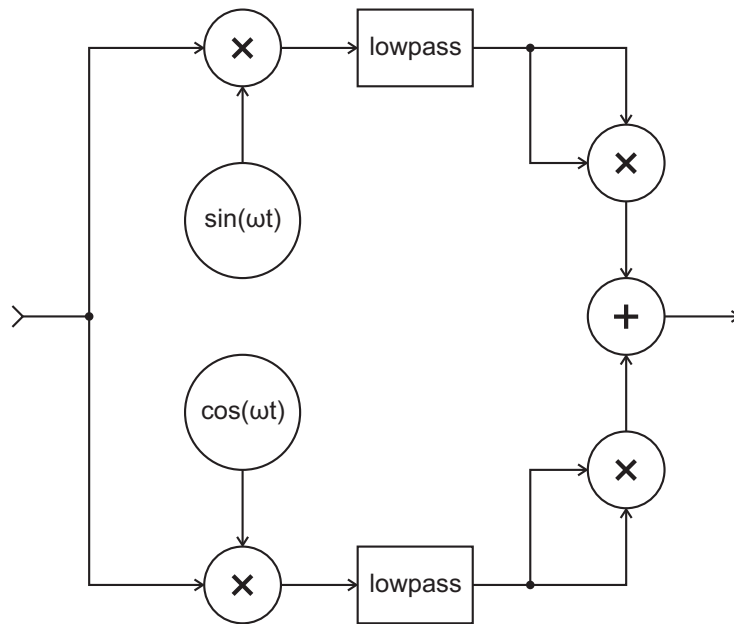 ×
lowpass
×
sin(ωt)
+
cos(ωt)
×
×
lowpass